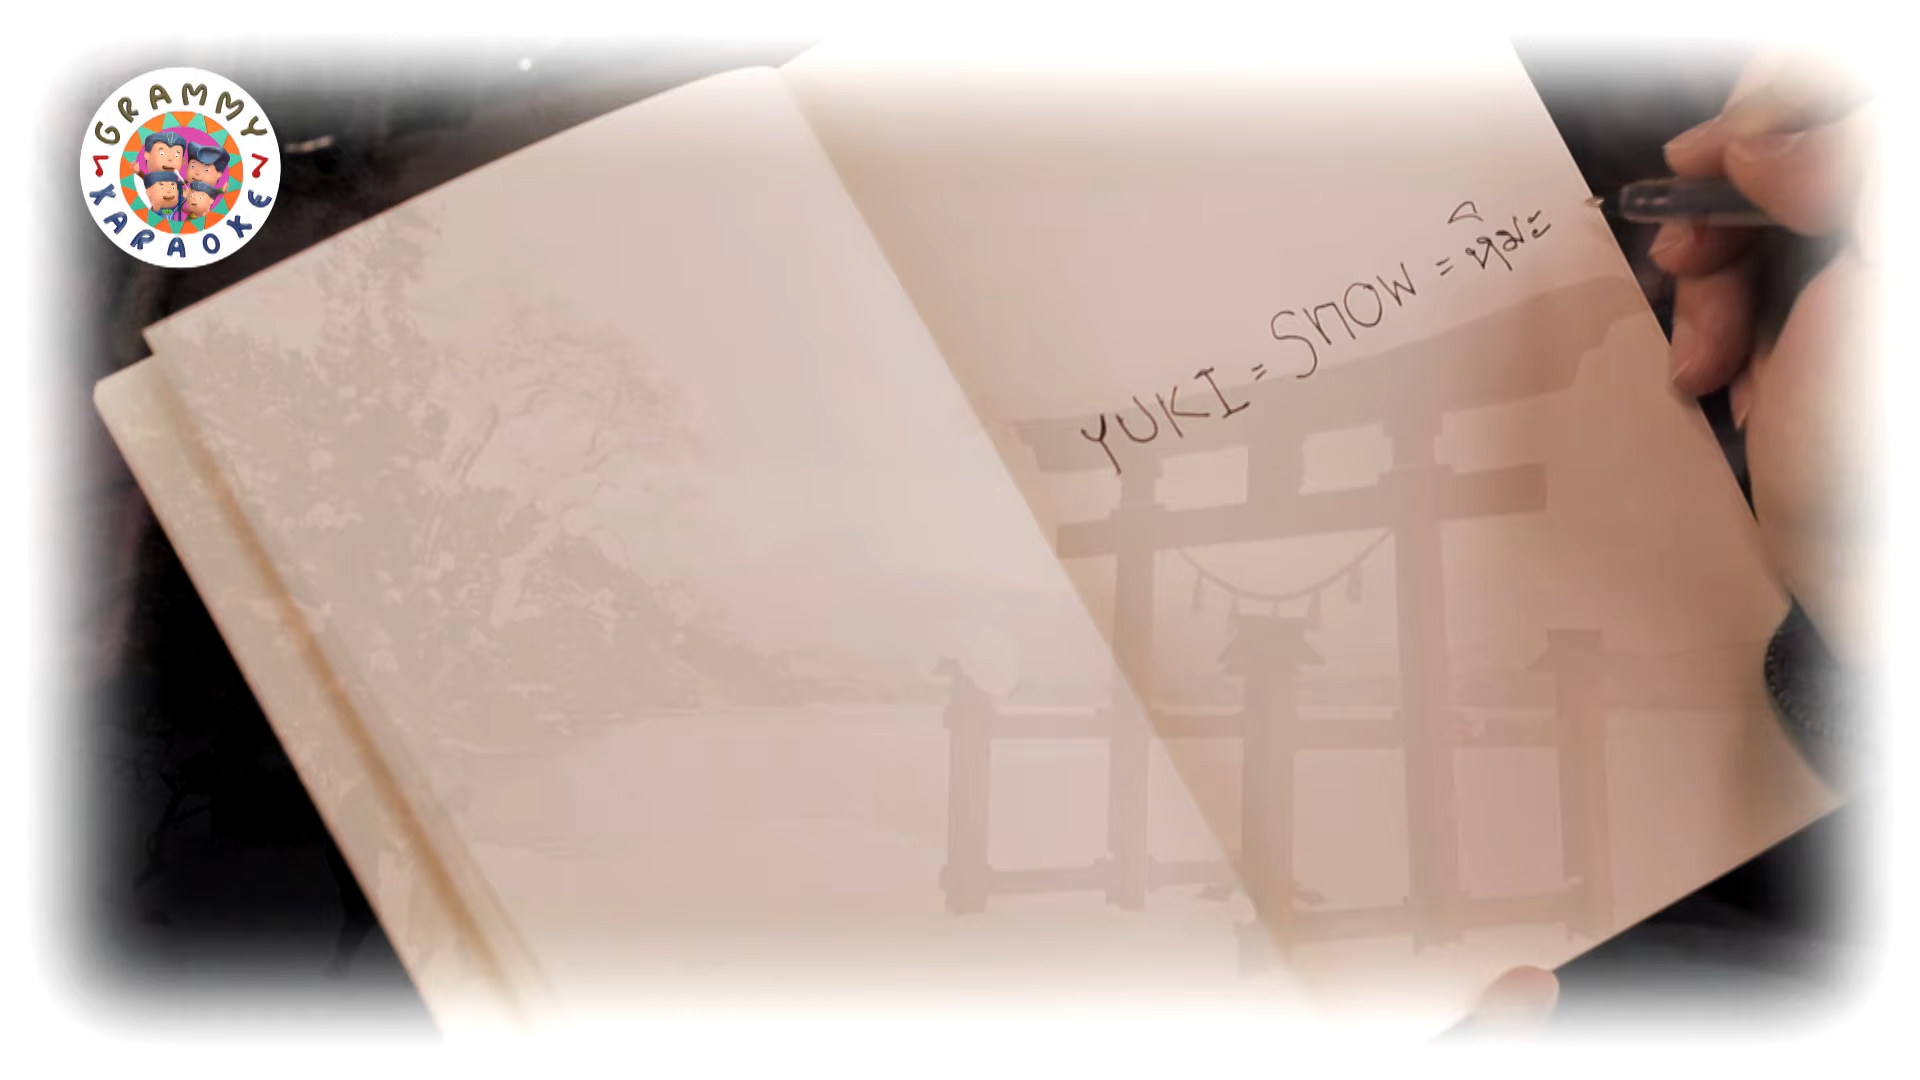 GRAMMY
KARAOKE
YUKI = SNOW = หิมะ